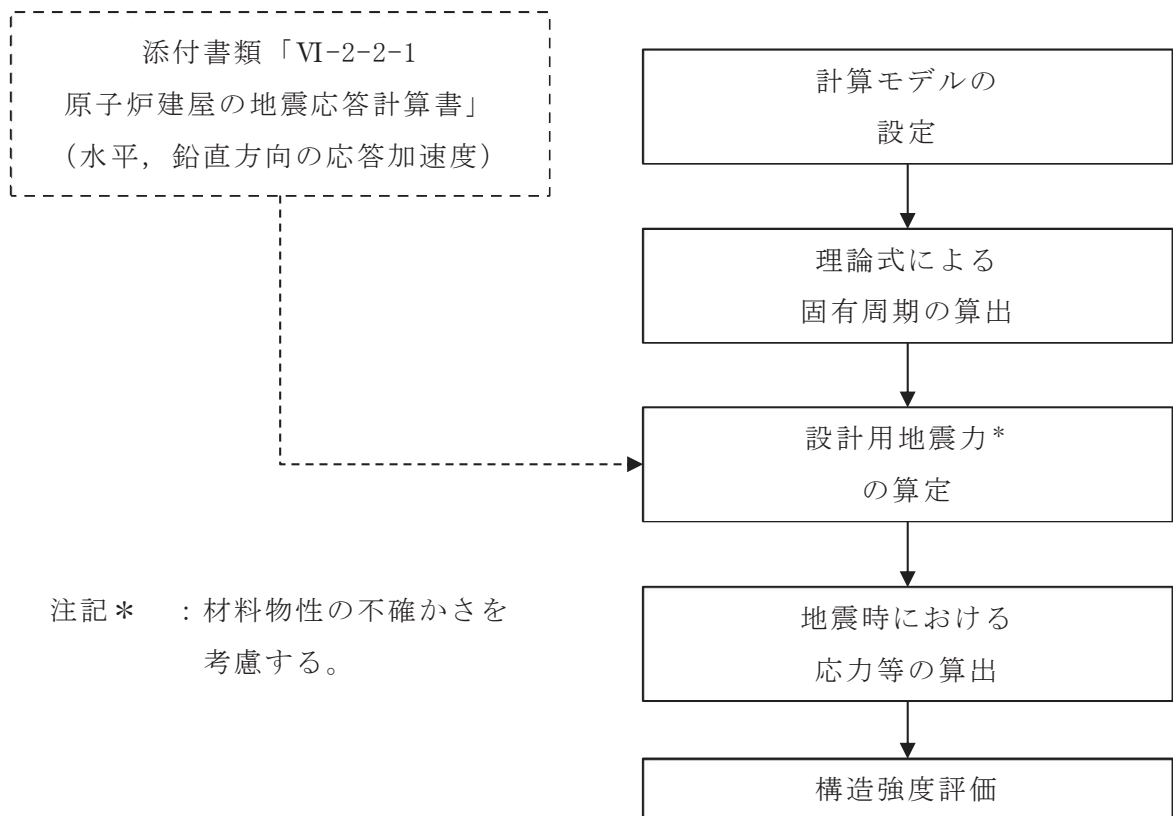 添付書類「Ⅵ-2-2-1
原子炉建屋の地震応答計算書」
（水平，鉛直方向の応答加速度）
計算モデルの
設定
理論式による
固有周期の算出
設計用地震力*
の算定
地震時における
応力等の算出
構造強度評価
注記＊　：材料物性の不確かさを
考慮する。